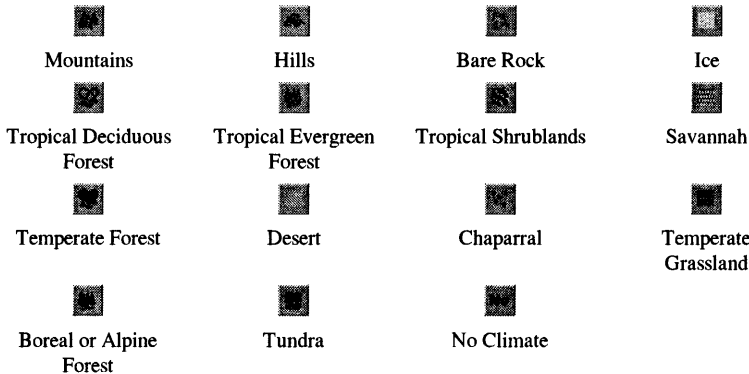 Mountains Hills Bare Rock Ice
Tropical Deciduous Tropical Evergreen Tropical Shrublands Savannah
Forest Forest
Temperate Forest Desert Chaparral Temperate
Grassland
Boreal or Alpine Tundra No Climate
Forest